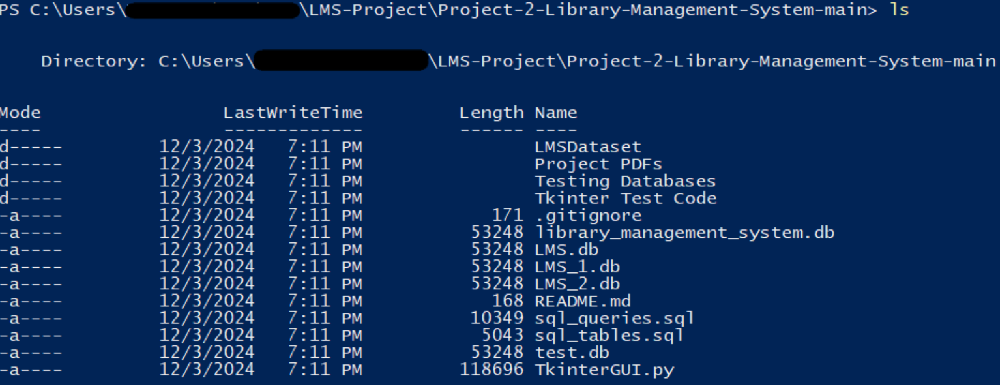 PS C:\Users\ \LMS-Project\Project-2-Library-Management-System-main> ls
Directory: C:\Users\ \LMS-Project\Project-2-Library-Management-System-main
Mode LastWriteTime Length Name
---- ------------- ------ ----
d----- 12/3/2024 7:11 PM LMSDataset
d----- 12/3/2024 7:11 PM Project PDFs
d----- 12/3/2024 7:11 PM Testing Databases
d----- 12/3/2024 7:11 PM Tkinter Test Code
-a---- 12/3/2024 7:11 PM 171 .gitignore
-a---- 12/3/2024 7:11 PM 53248 library_management_system.db
-a---- 12/3/2024 7:11 PM 53248 LMS.db
-a---- 12/3/2024 7:11 PM 53248 LMS_1.db
-a---- 12/3/2024 7:11 PM 53248 LMS_2.db
-a---- 12/3/2024 7:11 PM 168 README.md
-a---- 12/3/2024 7:11 PM 10349 sql_queries.sql
-a---- 12/3/2024 7:11 PM 5043 sql_tables.sql
-a---- 12/3/2024 7:11 PM 53248 test.db
-a---- 12/3/2024 7:11 PM 118696 TkinterGUI.py